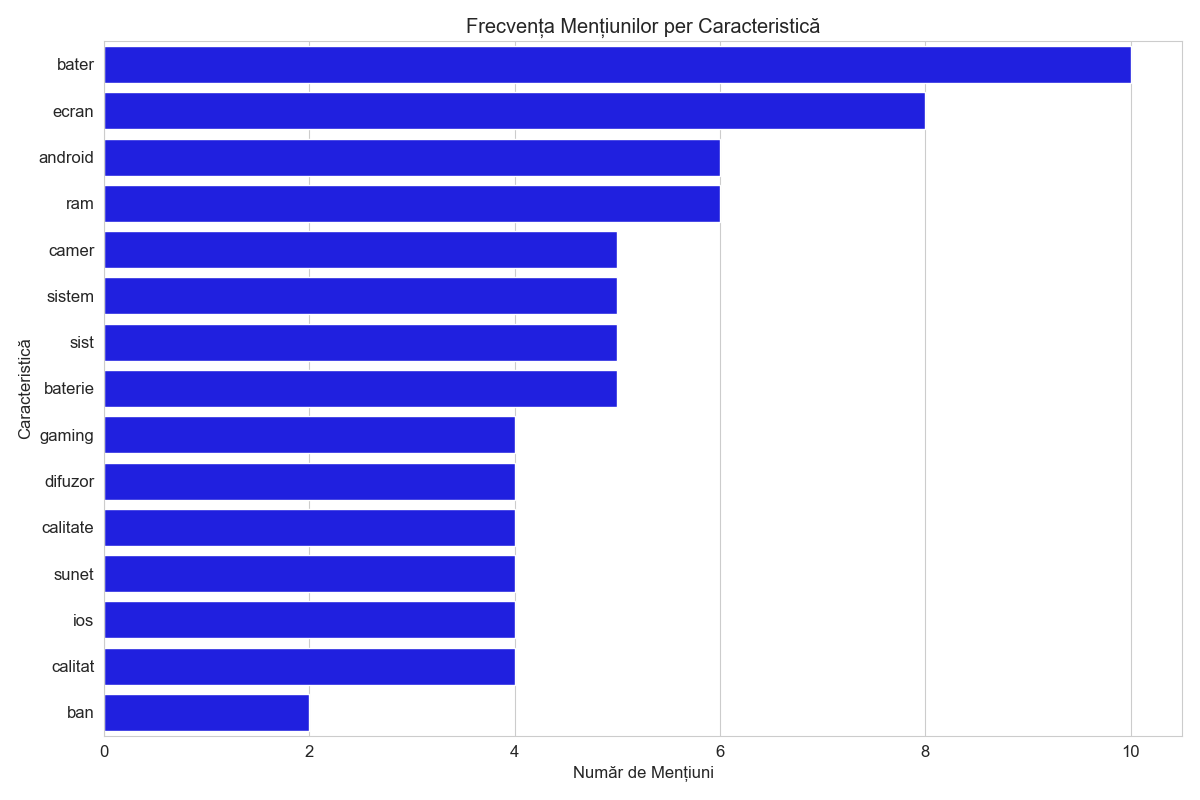 Frecvența Mențiunilor per Caracteristică
Caracteristică
bater
ecran
android
ram
camer
sistem
sist
baterie
gaming
difuzor
calitate
sunet
ios
calitat
ban
0 2 4 6 8 10
Număr de Mențiuni